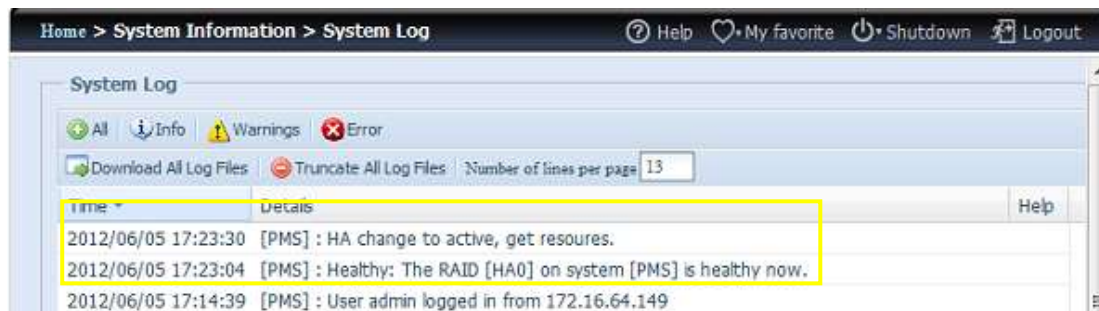 Home > System Information > System Log Help My favorite Shutdown Logout
System Log
All Info Warnings Error
Download All Log Files Truncate All Log Files Number of lines per page 13
Time Details Help
2012/06/05 17:23:30 [PMS] : HA change to active, get resoures.
2012/06/05 17:23:04 [PMS] : Healthy: The RAID [HA0] on system [PMS] is healthy now.
2012/06/05 17:14:39 [PMS] : User admin logged in from 172.16.64.149